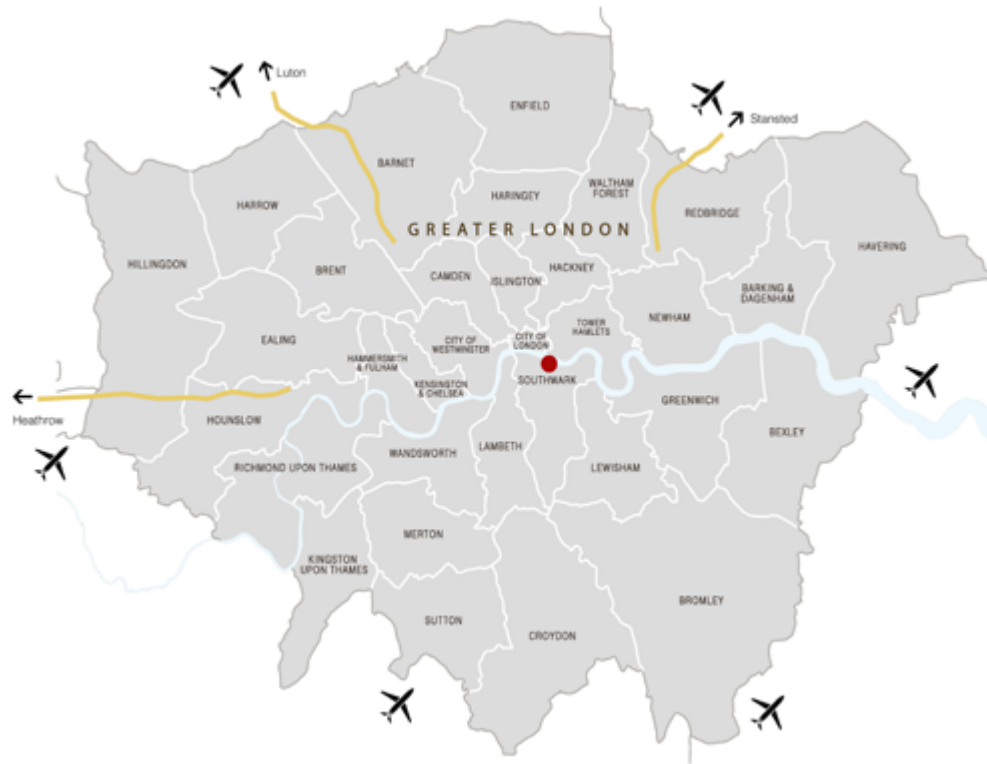 Luton
ENFIELD
Stansted
BARNET
WALTHAM
FOREST
HARINGEY
HARROW
REDBRIDGE
GREATER LONDON
HAVERING
HILLINGDON
BRENT
CAMDEN
ISLINGTON
HACKNEY
BARKING &
DAGENHAM
EALING
CITY OF
WESTMINSTER
CITY OF
LONDON
TOWER
HAMLETS
NEWHAM
HAMMERSMITH
& FULHAM
KENSINGTON
& CHELSEA
SOUTHWARK
GREENWICH
Heathrow
HOUNSLOW
BEXLEY
RICHMOND UPON THAMES
WANDSWORTH
LAMBETH
LEWISHAM
MERTON
KINGSTON
UPON THAMES
SUTTON
CROYDON
BROMLEY